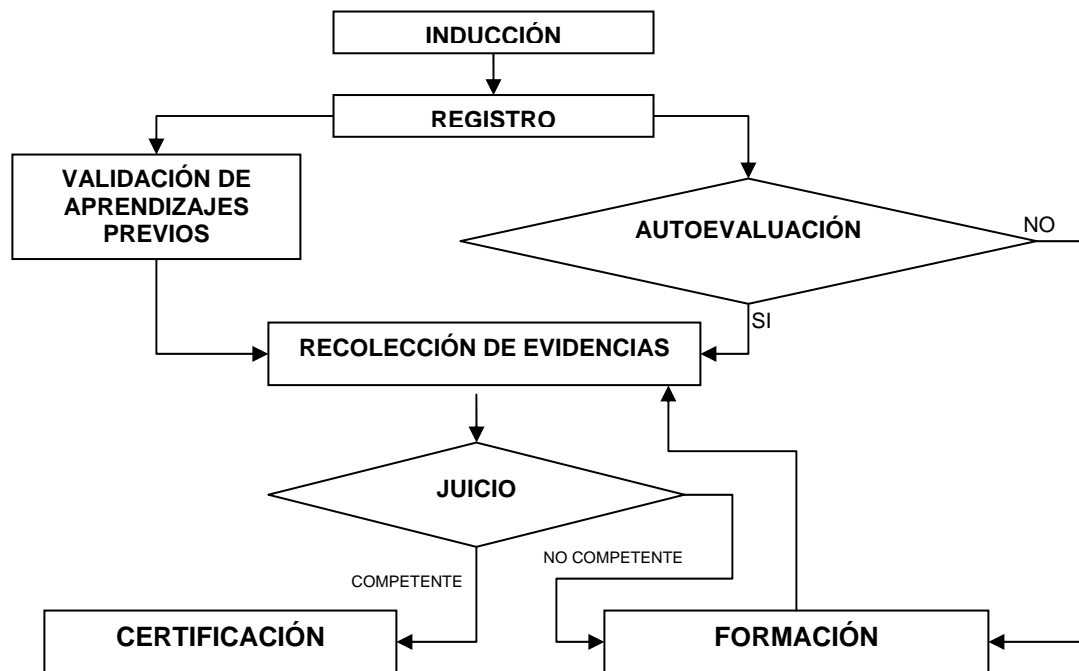 INDUCCIÓN
REGISTRO
VALIDACIÓN DE
APRENDIZAJES
PREVIOS
AUTOEVALUACIÓN
NO
SI
RECOLECCIÓN DE EVIDENCIAS
JUICIO
NO COMPETENTE
COMPETENTE
CERTIFICACIÓN
FORMACIÓN